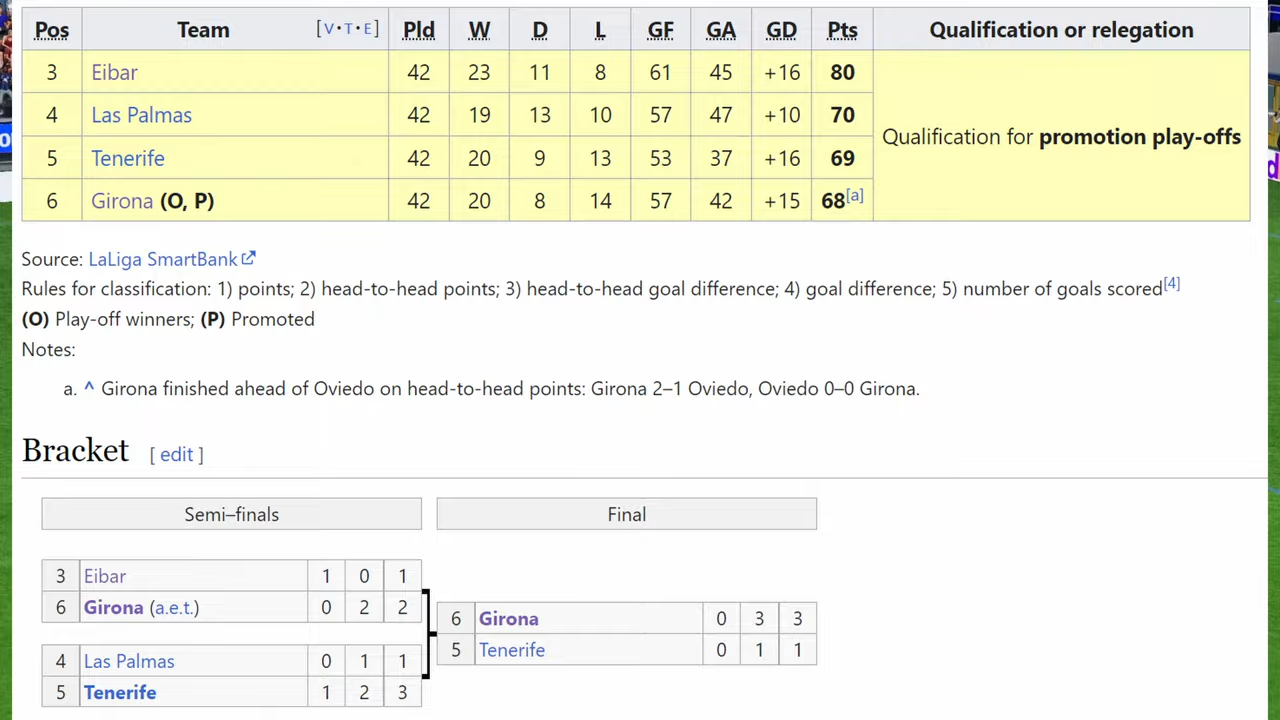 Pos Team [V·T·E] Pld W D L GF GA GD Pts Qualification or relegation
3 Eibar 42 23 11 8 61 45 +16 80
4 Las Palmas 42 19 13 10 57 47 +10 70
Qualification for promotion play-offs
5 Tenerife 42 20 9 13 53 37 +16 69
6 Girona (O, P) 42 20 8 14 57 42 +15 68[a]
Source: LaLiga SmartBank
Rules for classification: 1) points; 2) head-to-head points; 3) head-to-head goal difference; 4) goal difference; 5) number of goals scored[4]
(O) Play-off winners; (P) Promoted
Notes:
a. ^ Girona finished ahead of Oviedo on head-to-head points: Girona 2–1 Oviedo, Oviedo 0–0 Girona.
Bracket [ edit ]
Semi–finals Final
3 Eibar 1 0 1
6 Girona (a.e.t.) 0 2 2
6 Girona 0 3 3
5 Tenerife 0 1 1
4 Las Palmas 0 1 1
5 Tenerife 1 2 3